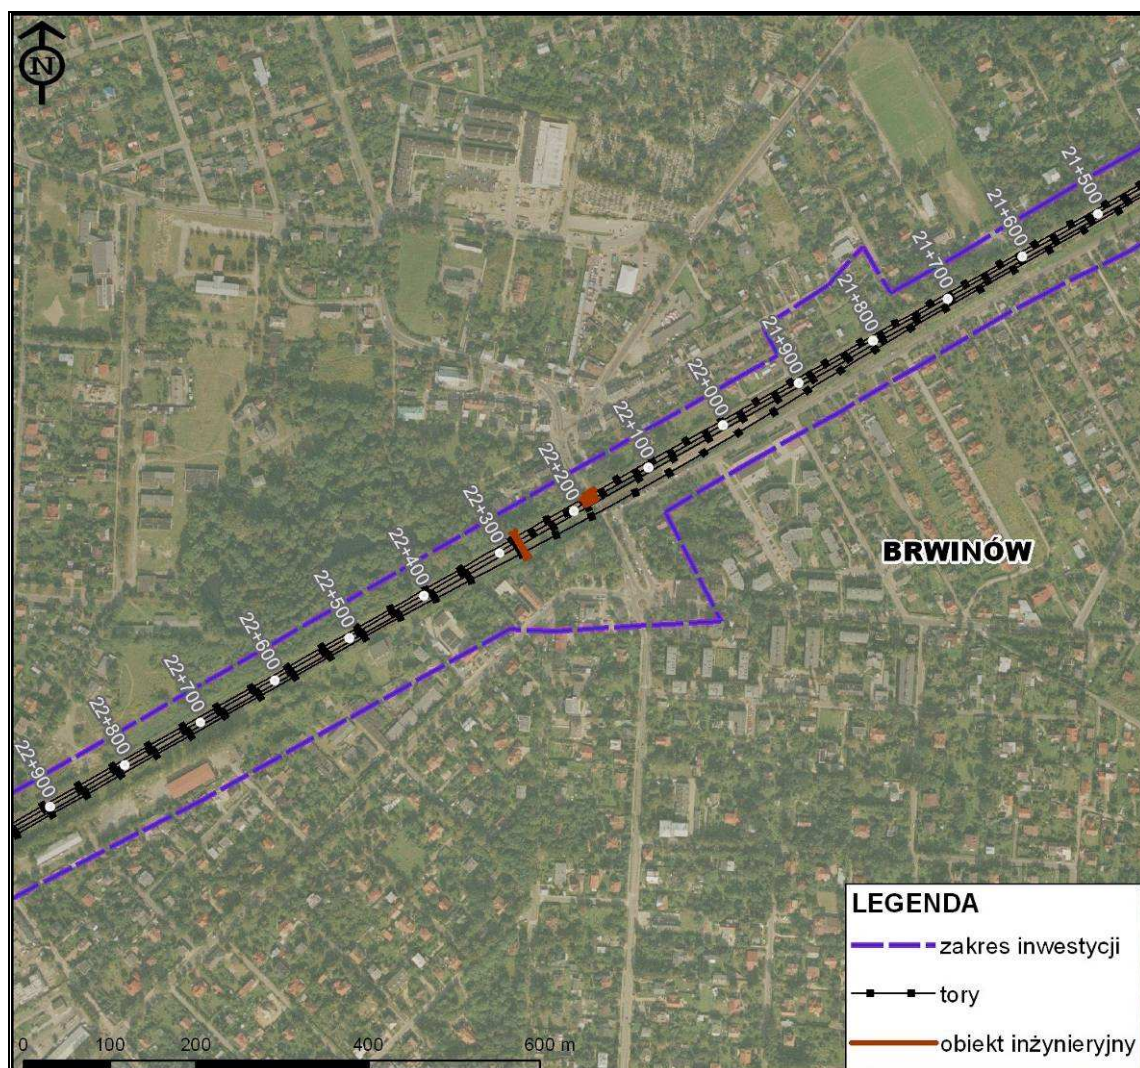 N
21+500
21+600
21+700
21+800
21+900
22+000
22+100
22+200
22+300
22+400
22+500
22+600
22+700
22+800
22+900
BRWINÓW
LEGENDA
zakres inwestycji
tory
obiekt inżynieryjny
0 100 200 400 600 m